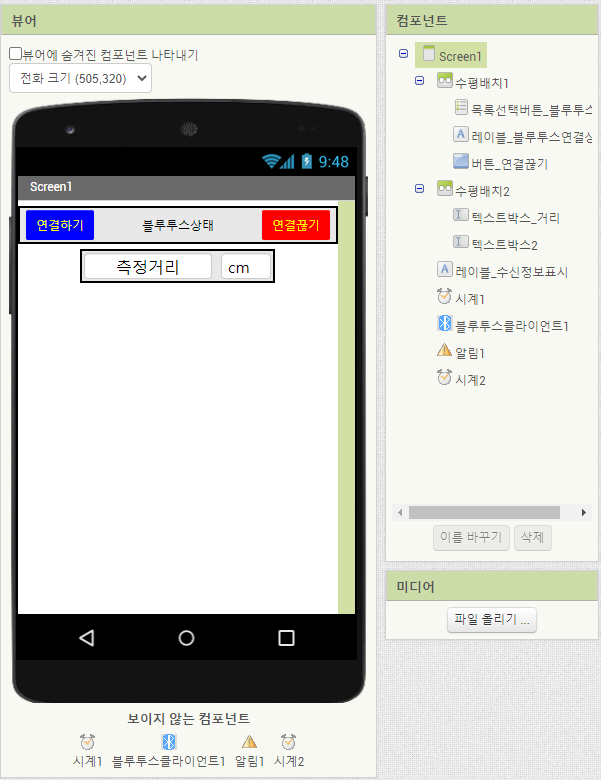 뷰어
뷰어에 숨겨진 컴포넌트 나타내기
전화 크기 (505,320)
9:48
Screen1
연결하기 블루투스상태 연결끊기
측정거리 cm
보이지 않는 컴포넌트
시계1 블루투스클라이언트1 알림1 시계2
컴포넌트
Screen1
수평배치1
목록선택버튼_블루투스
레이블_블루투스연결상
버튼_연결끊기
수평배치2
텍스트박스_거리
텍스트박스2
레이블_수신정보표시
시계1
블루투스클라이언트1
알림1
시계2
이름 바꾸기 삭제
미디어
파일 올리기 ...